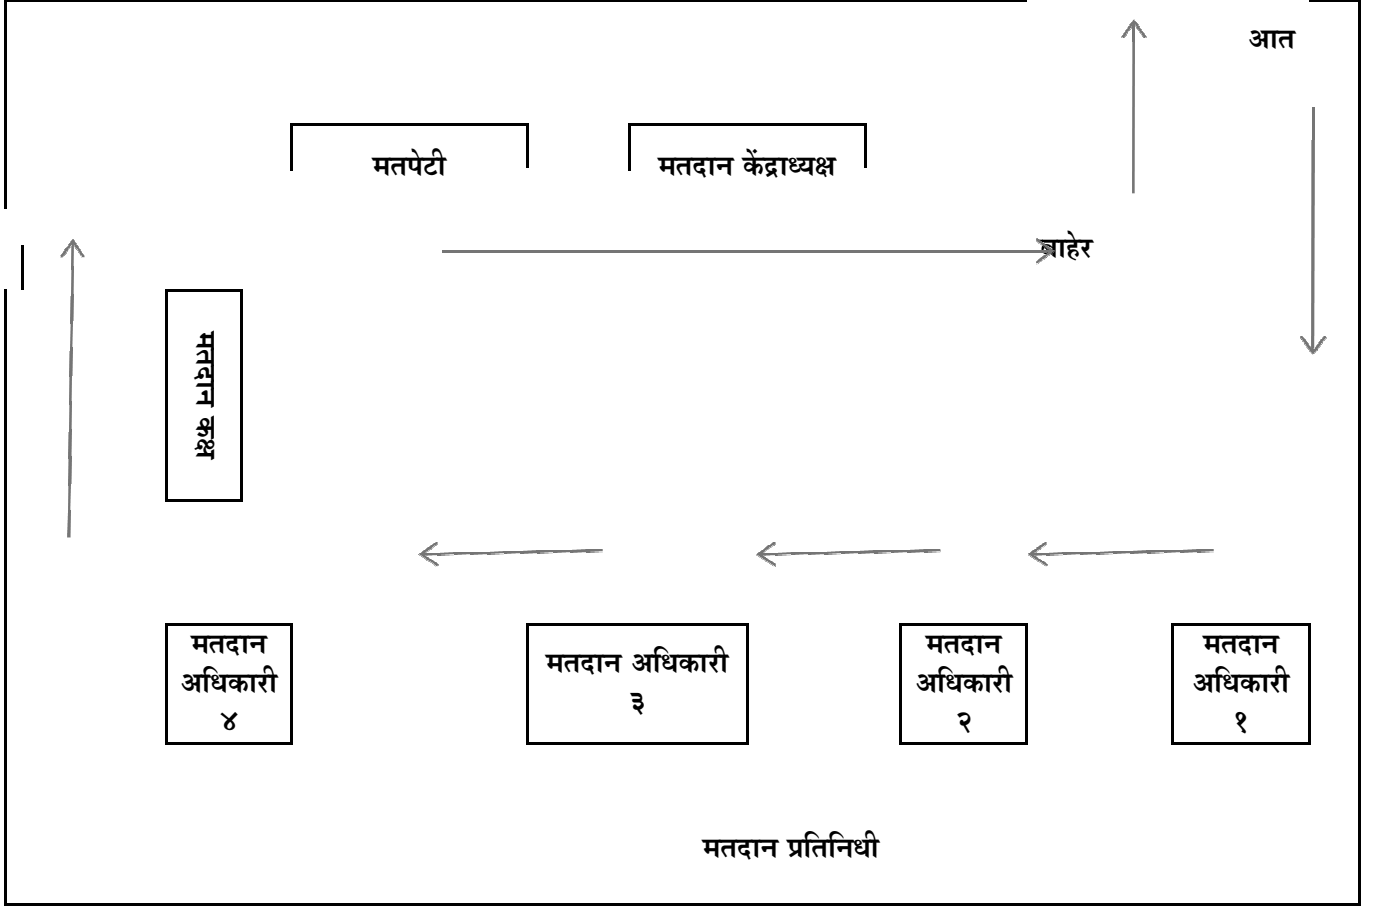 आत
मतपेटी
मतदान केंद्राध्यक्ष
बाहेर
मतदान कक्ष
मतदान
अधिकारी
४
मतदान अधिकारी
३
मतदान
अधिकारी
२
मतदान
अधिकारी
१
मतदान प्रतिनिधी